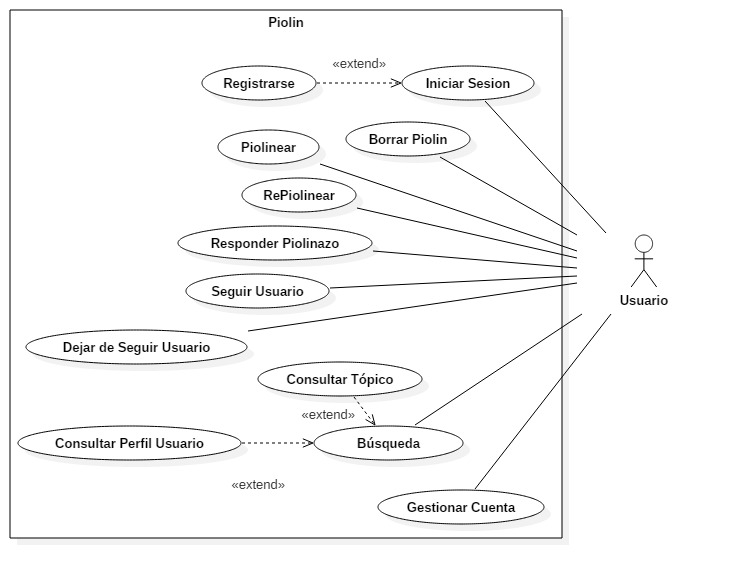 Piolin
«extend»
Registrarse
Iniciar Sesion
Borrar Piolin
Piolinear
RePiolinear
Responder Piolinazo
Seguir Usuario
Usuario
Dejar de Seguir Usuario
Consultar Tópico
«extend»
Consultar Perfil Usuario
Búsqueda
«extend»
Gestionar Cuenta